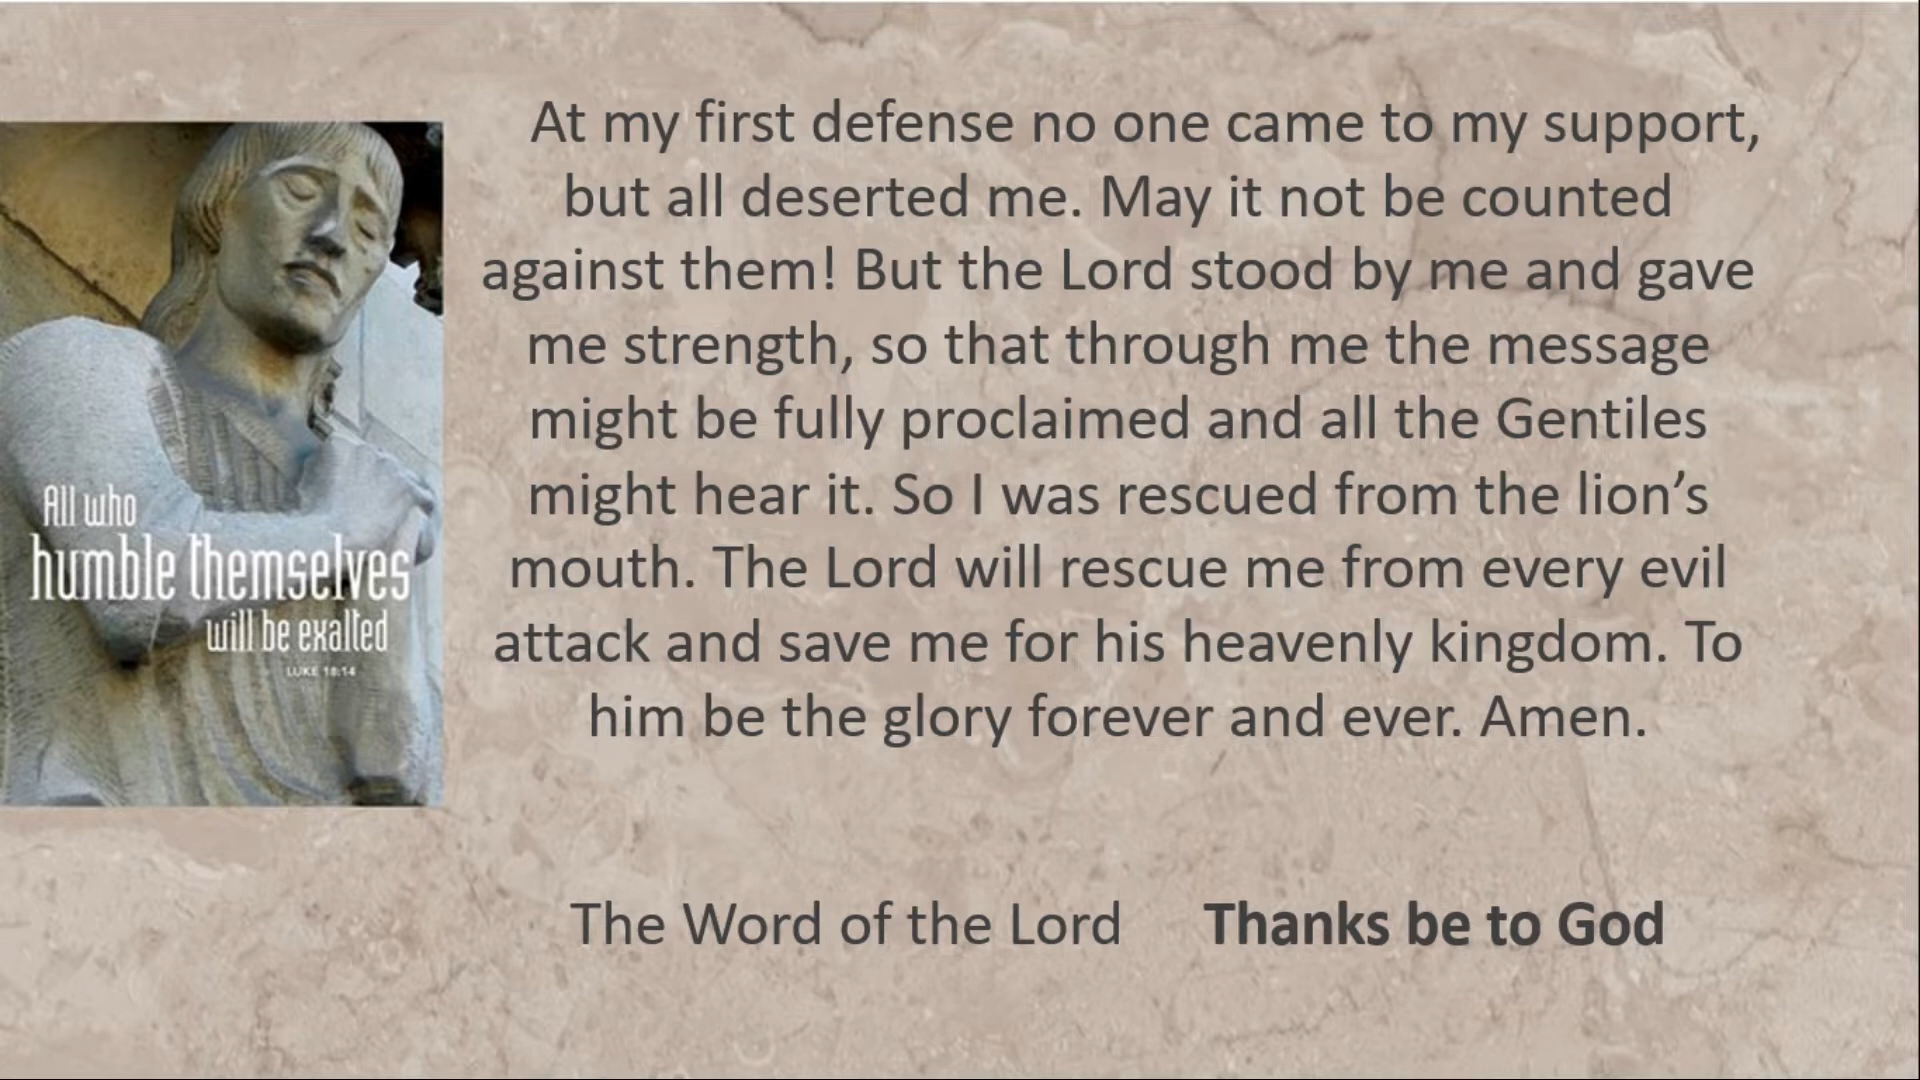 At my first defense no one came to my support,
but all deserted me. May it not be counted
against them! But the Lord stood by me and gave
me strength, so that through me the message
might be fully proclaimed and all the Gentiles
might hear it. So I was rescued from the lion’s
mouth. The Lord will rescue me from every evil
attack and save me for his heavenly kingdom. To
him be the glory forever and ever. Amen.
The Word of the Lord Thanks be to God
All who
humble themselves
will be exalted
LUKE 18:14